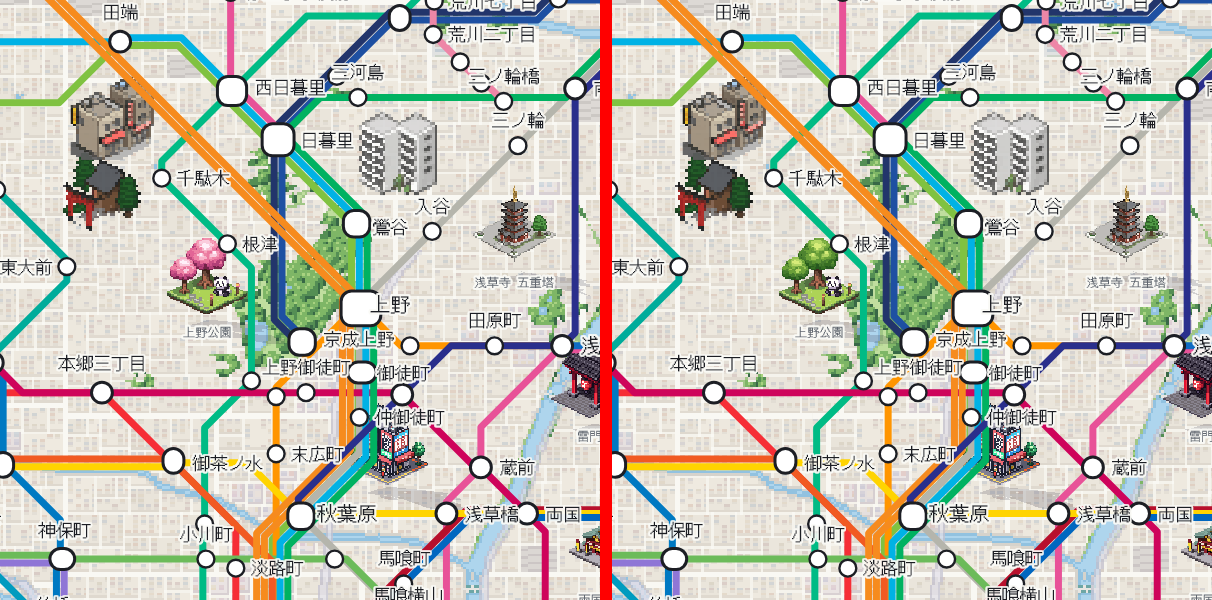 田端
荒川七丁目
荒川二丁目
三河島
三ノ輪橋
西日暮里
三ノ輪
日暮里
千駄木
入谷
鶯谷
根津
東大前
浅草寺 五重塔
上野
田原町
上野公園
京成上野
浅
本郷三丁目
上野御徒町
御徒町
仲御徒町
雷門
末広町
御茶ノ水
蔵前
秋葉原
浅草橋
両国
神保町
小川町
馬喰町
淡路町
馬喰横山
田端
荒川七丁目
荒川二丁目
三河島
三ノ輪橋
西日暮里
三ノ輪
日暮里
千駄木
入谷
鶯谷
根津
東大前
浅草寺 五重塔
上野
田原町
上野公園
京成上野
浅
本郷三丁目
上野御徒町
御徒町
仲御徒町
雷門
末広町
御茶ノ水
蔵前
秋葉原
浅草橋
両国
神保町
小川町
馬喰町
淡路町
馬喰横山